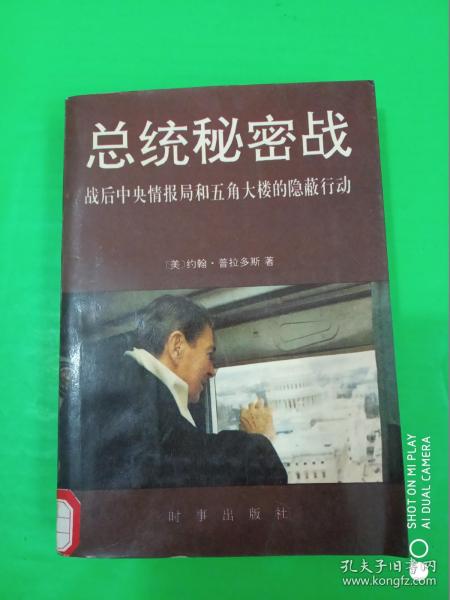 总统秘密战
战后中央情报局和五角大楼的隐蔽行动
〔美〕约翰·普拉多斯 著
时事出版社
SHOT ON MI PLAY
AI DUAL CAMERA
孔夫子旧书网
www.kongfz.com